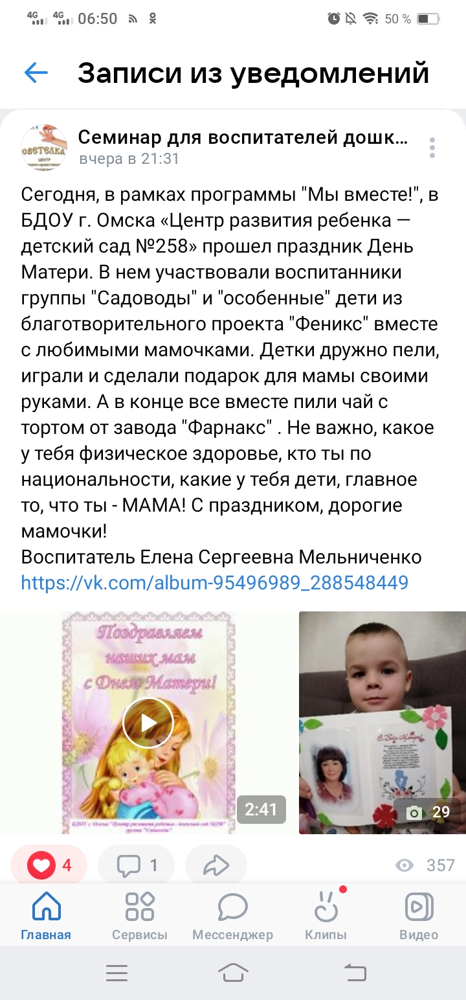 4G 4G 06:50 50 %
Записи из уведомлений
Семинар для воспитателей дошк...
вчера в 21:31
Сегодня, в рамках программы "Мы вместе!", в
БДОУ г. Омска «Центр развития ребенка —
детский сад №258» прошел праздник День
Матери. В нем участвовали воспитанники
группы "Садоводы" и "особенные" дети из
благотворительного проекта "Феникс" вместе
с любимыми мамочками. Детки дружно пели,
играли и сделали подарок для мамы своими
руками. А в конце все вместе пили чай с
тортом от завода "Фарнакс" . Не важно, какое
у тебя физическое здоровье, кто ты по
национальности, какие у тебя дети, главное
то, что ты - МАМА! С праздником, дорогие
мамочки!
Воспитатель Елена Сергеевна Мельниченко
https://vk.com/album-95496989_288548449
Поздравляем
наших мам
с Днем Матери!
2:41
29
4 1 357
Главная Сервисы Мессенджер Клипы Видео